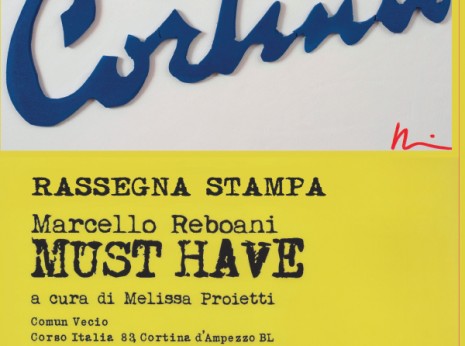 Cortina
RASSEGNA STAMPA
Marcello Reboani
MUST HAVE
a cura di Melissa Proietti
Comun Vecio
Corso Italia 83, Cortina d'Ampezzo BL